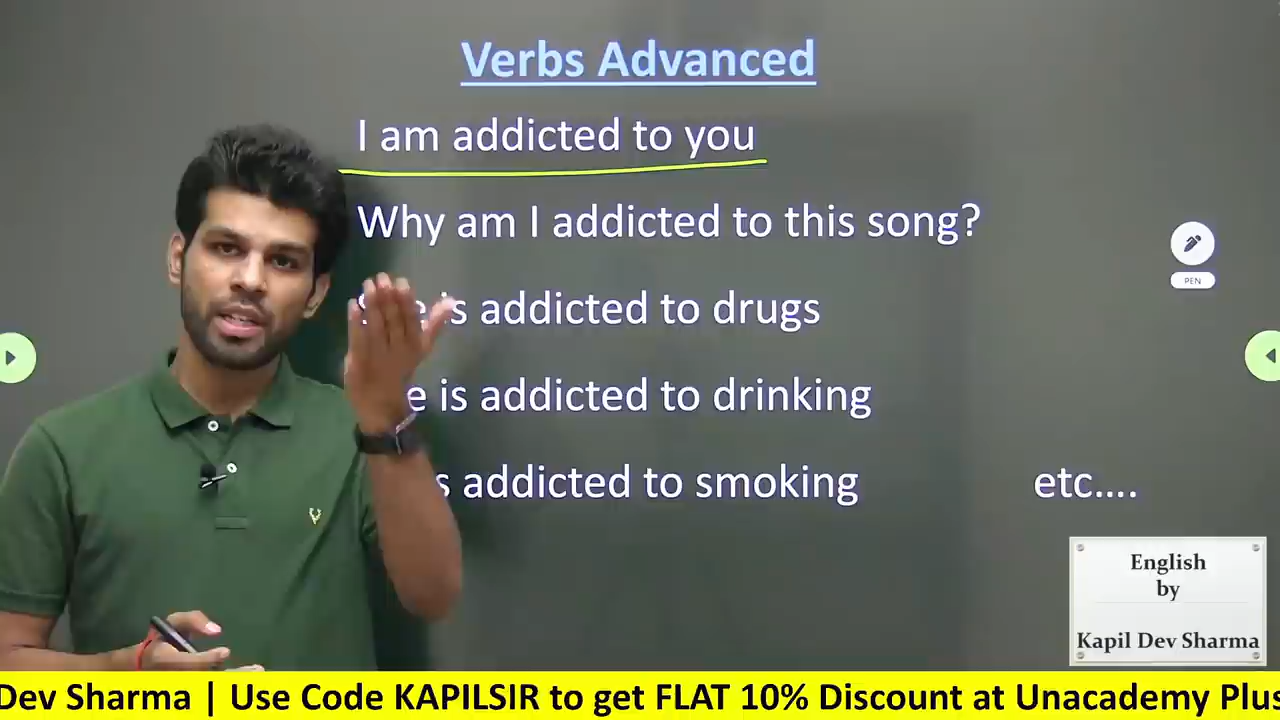 Verbs Advanced
I am addicted to you
Why am I addicted to this song?
is addicted to drugs
is addicted to drinking
addicted to smoking etc....
PEN
English
by
Kapil Dev Sharma
Dev Sharma | Use Code KAPILSIR to get FLAT 10% Discount at Unacademy Plus